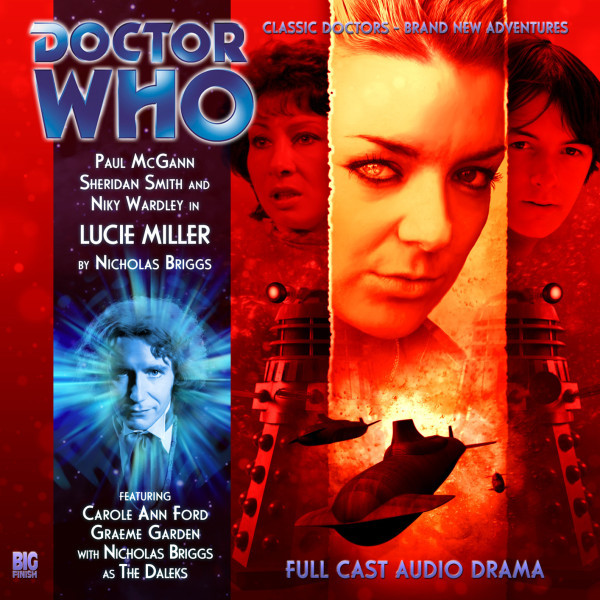 DOCTOR
WHO
CLASSIC DOCTORS – BRAND NEW ADVENTURES
PAUL MCGANN
SHERIDAN SMITH AND
NIKY WARDLEY IN
LUCIE MILLER
BY NICHOLAS BRIGGS
FEATURING
CAROLE ANN FORD
GRAEME GARDEN
WITH NICHOLAS BRIGGS
AS THE DALEKS
BIG
FINISH
FULL CAST AUDIO DRAMA